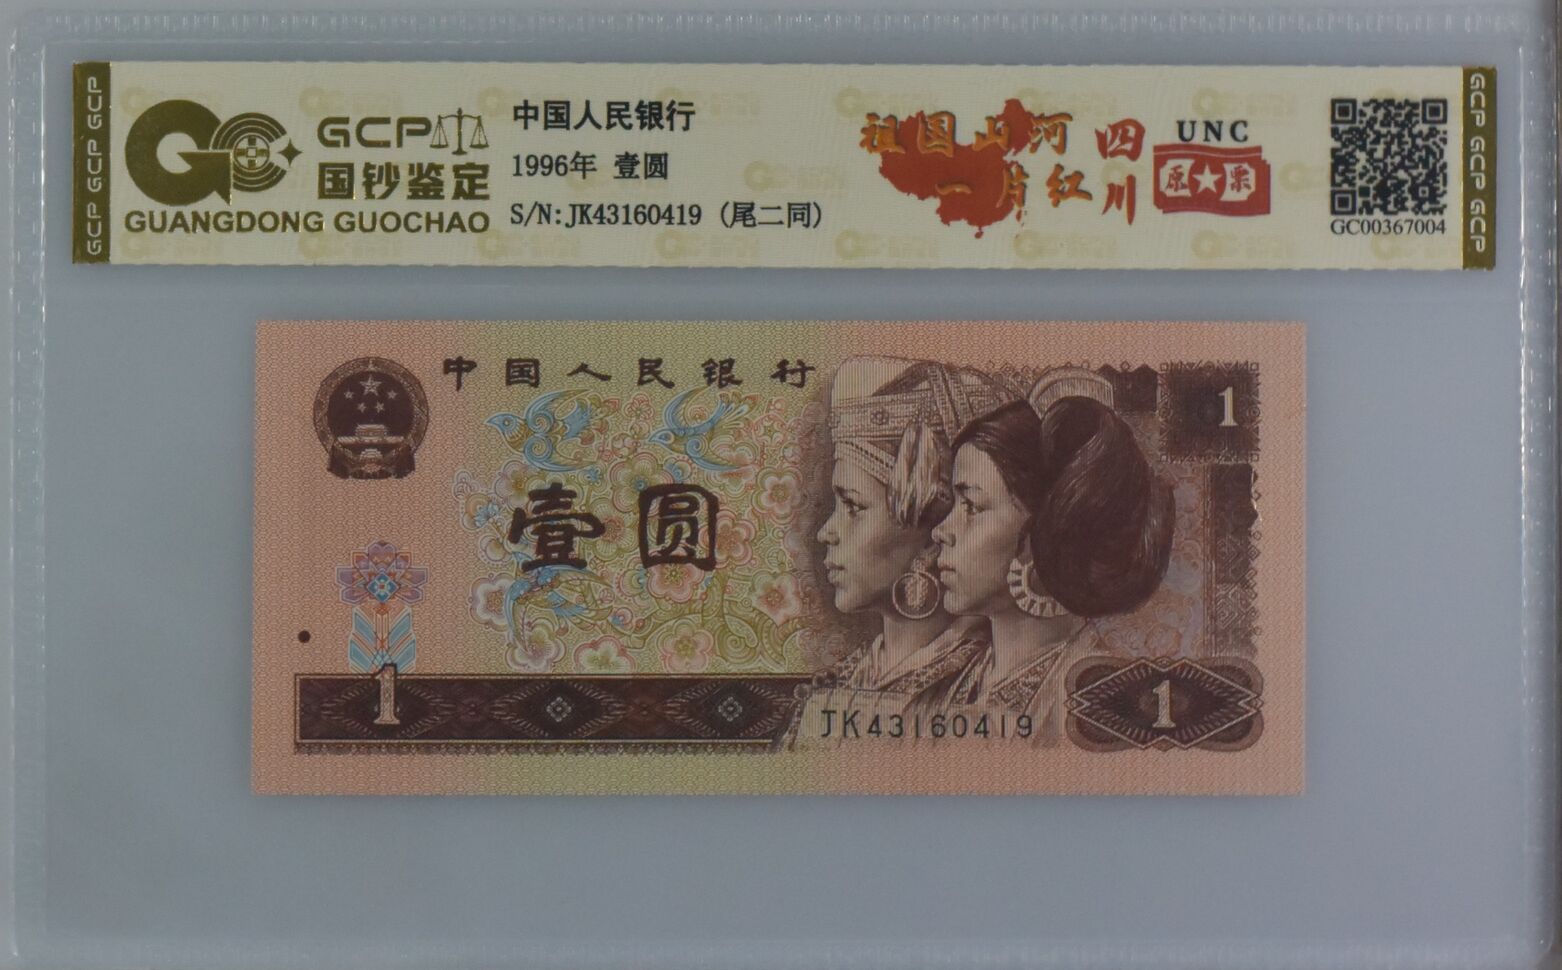 GCP GCP GCP
GCP
国钞鉴定
GUANGDONG GUOCHAO
中国人民银行
1996年 壹圆
S/N:JK43160419 (尾二同)
祖国山河
一片红
四川
UNC
原票
GC00367004
GCP GCP GCP
中国人民银行
1
壹圆
1
JK43160419
1